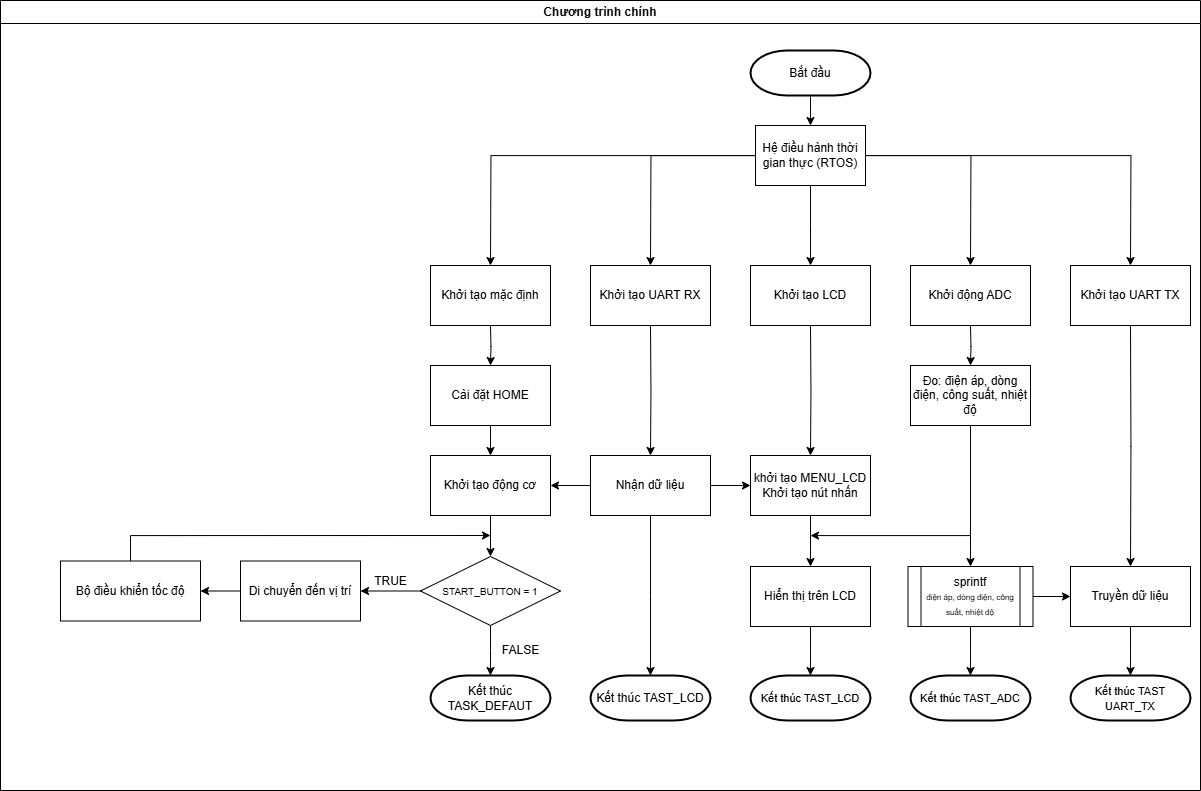 Chương trình chính
Bắt đầu
Hệ điều hành thời
gian thực (RTOS)
Khởi tạo mặc định
Khởi tạo UART RX
Khởi tạo LCD
Khởi động ADC
Khởi tạo UART TX
Cài đặt HOME
Đo: điện áp, dòng
điện, công suất, nhiệt
độ
Khởi tạo động cơ
Nhận dữ liệu
khởi tạo MENU_LCD
Khởi tạo nút nhấn
Bộ điều khiển tốc độ
Di chuyển đến vị trí
TRUE
START_BUTTON = 1
Hiển thị trên LCD
sprintf
điện áp, dòng điện, công
suất, nhiệt độ
Truyền dữ liệu
FALSE
Kết thúc
TASK_DEFAUT
Kết thúc TAST_LCD
Kết thúc TAST_LCD
Kết thúc TAST_ADC
Kết thúc TAST
UART_TX